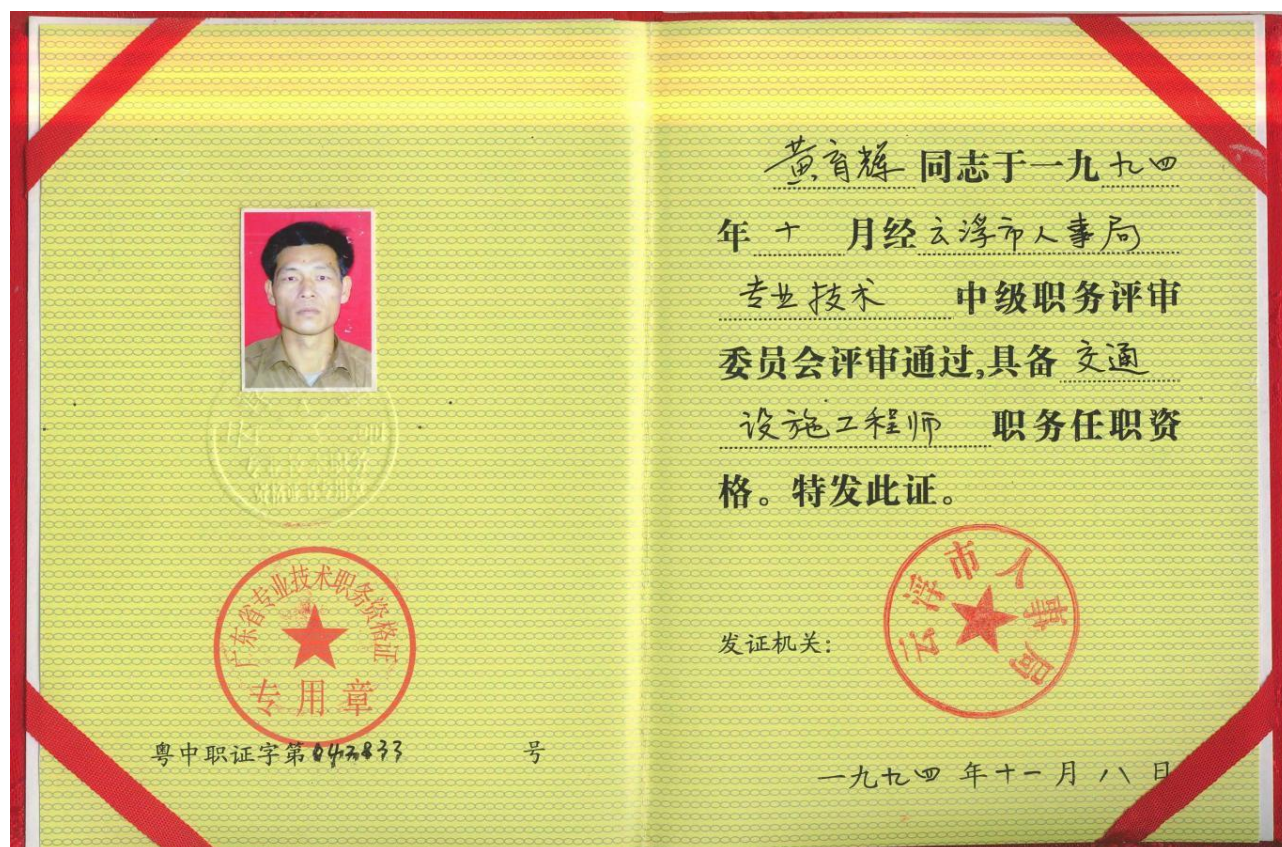 广东省专业技术职务资格证
专用章
粤中职证字第 号
黄育辉同志于一九九四
年十月经云浮市人事局
专业技术中级职务评审
委员会评审通过,具备交通
设施工程师职务任职资
格。特发此证。
云浮市人事局
发证机关:
一九九四年十一月八日